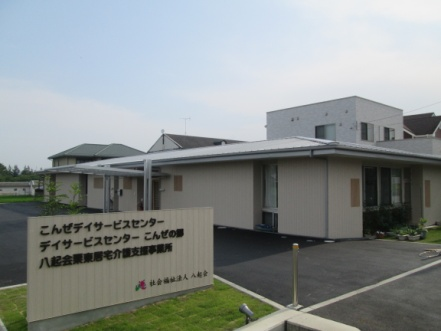 こんぜデイサービスセンター
デイサービスセンター こんぜの郷
八起会栗東居宅介護支援事業所
社会福祉法人 八起会